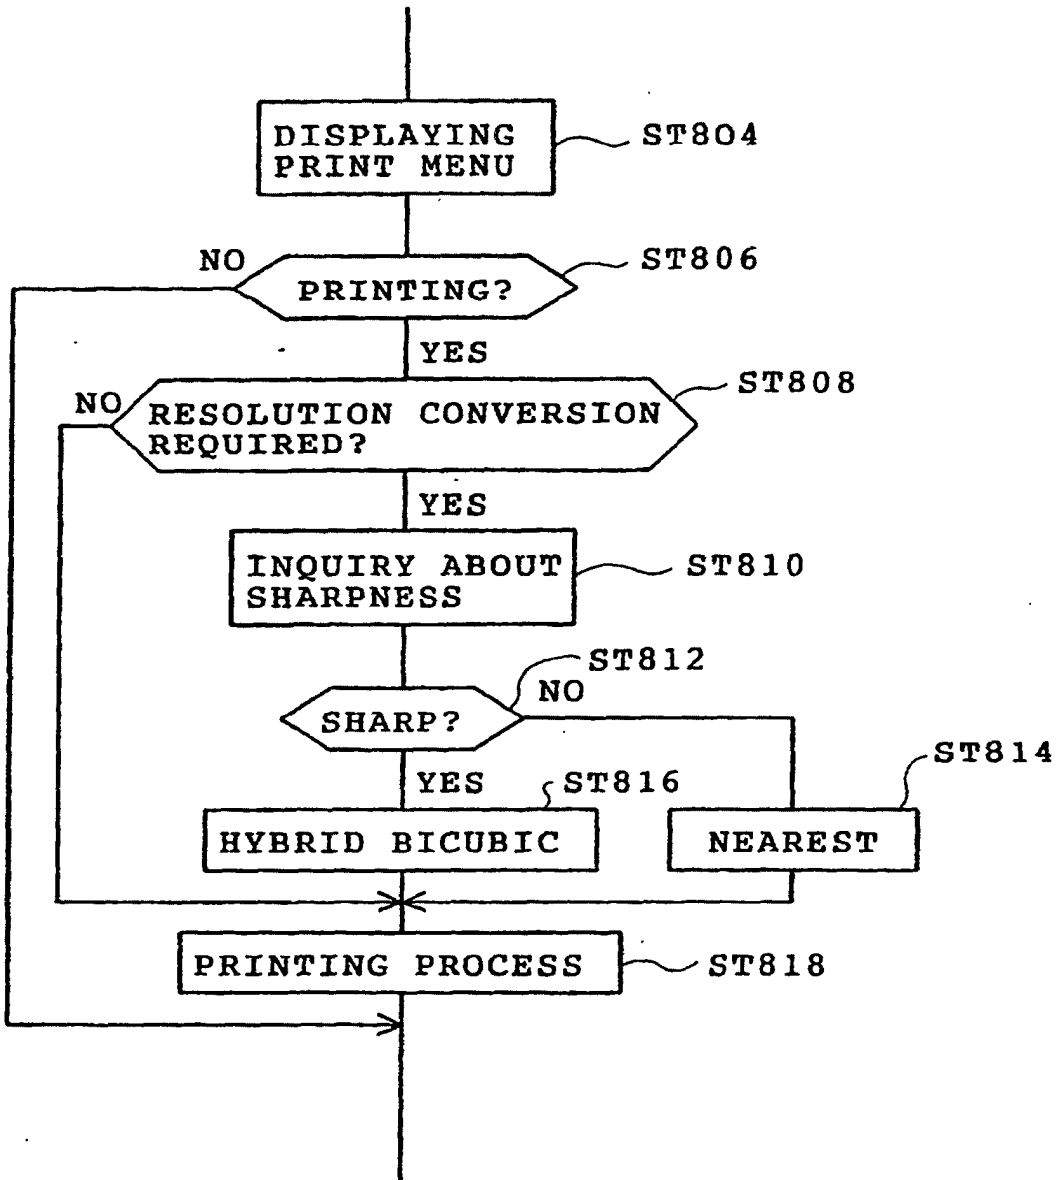 DISPLAYING
PRINT MENU
ST804
NO
ST806
PRINTING?
YES
ST808
NO
RESOLUTION CONVERSION
REQUIRED?
YES
INQUIRY ABOUT
SHARPNESS
ST810
ST812
NO
SHARP?
ST814
YES
ST816
HYBRID BICUBIC
NEAREST
PRINTING PROCESS
ST818